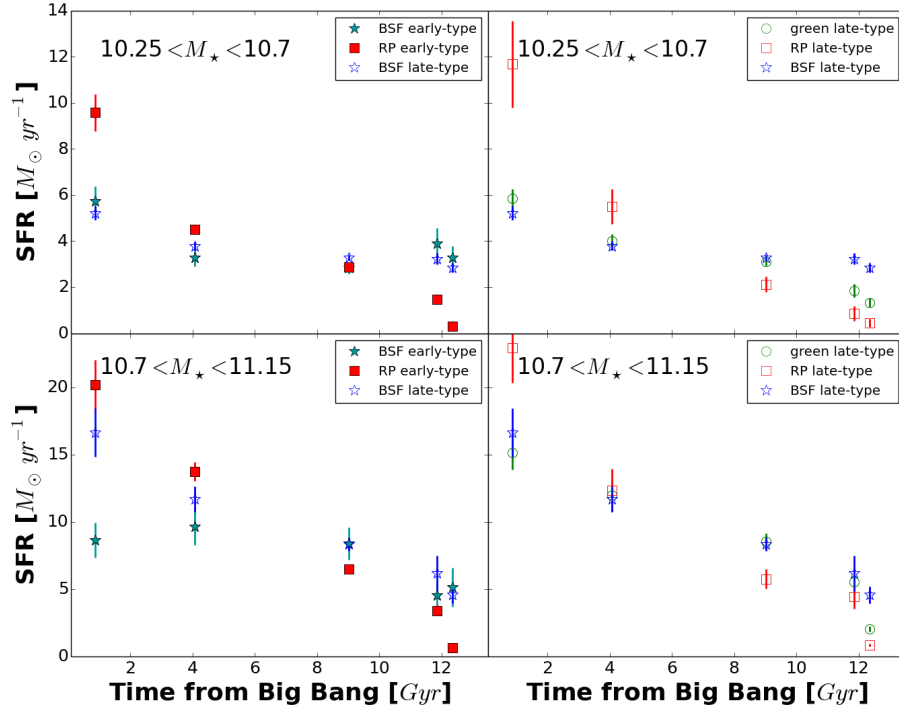 10.25 < M⋆ < 10.7
BSF early-type
RP early-type
BSF late-type
10.25 < M⋆ < 10.7
green late-type
RP late-type
BSF late-type
SFR [M⊙ yr⁻¹]
14
12
10
8
6
4
2
0
10.7 < M⋆ < 11.15
BSF early-type
RP early-type
BSF late-type
10.7 < M⋆ < 11.15
green late-type
RP late-type
BSF late-type
SFR [M⊙ yr⁻¹]
20
15
10
5
0
2 4 6 8 10 12
2 4 6 8 10 12
Time from Big Bang [Gyr]
Time from Big Bang [Gyr]